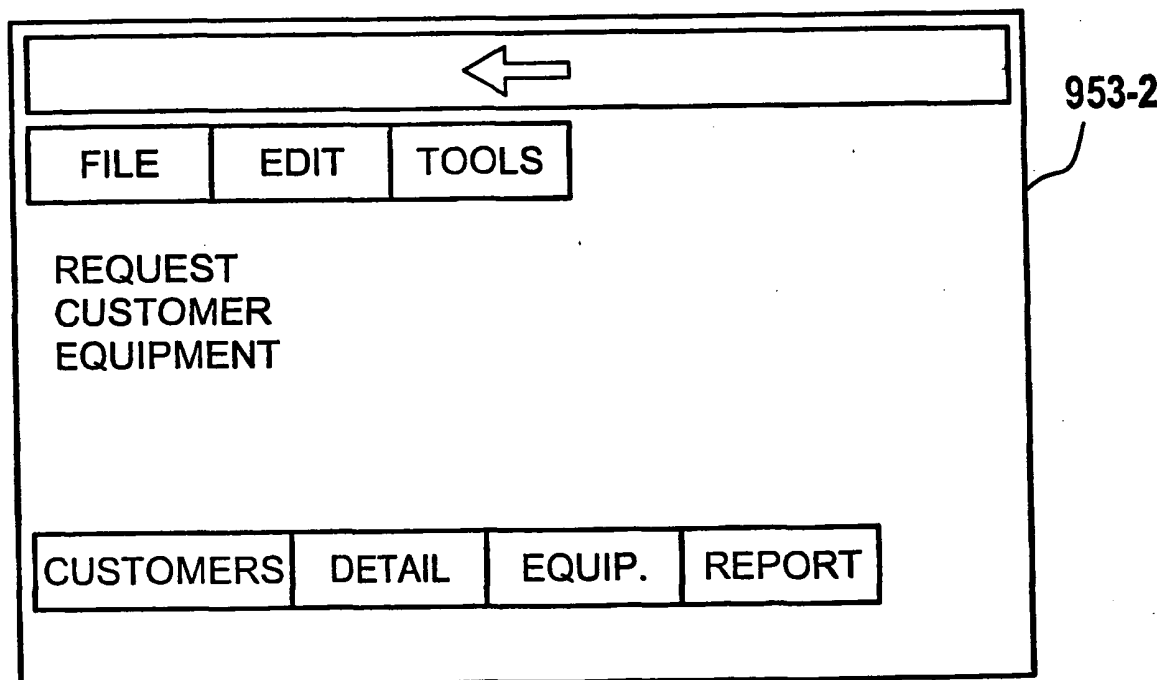 953-2
FILE EDIT TOOLS
REQUEST
CUSTOMER
EQUIPMENT
CUSTOMERS DETAIL EQUIP. REPORT